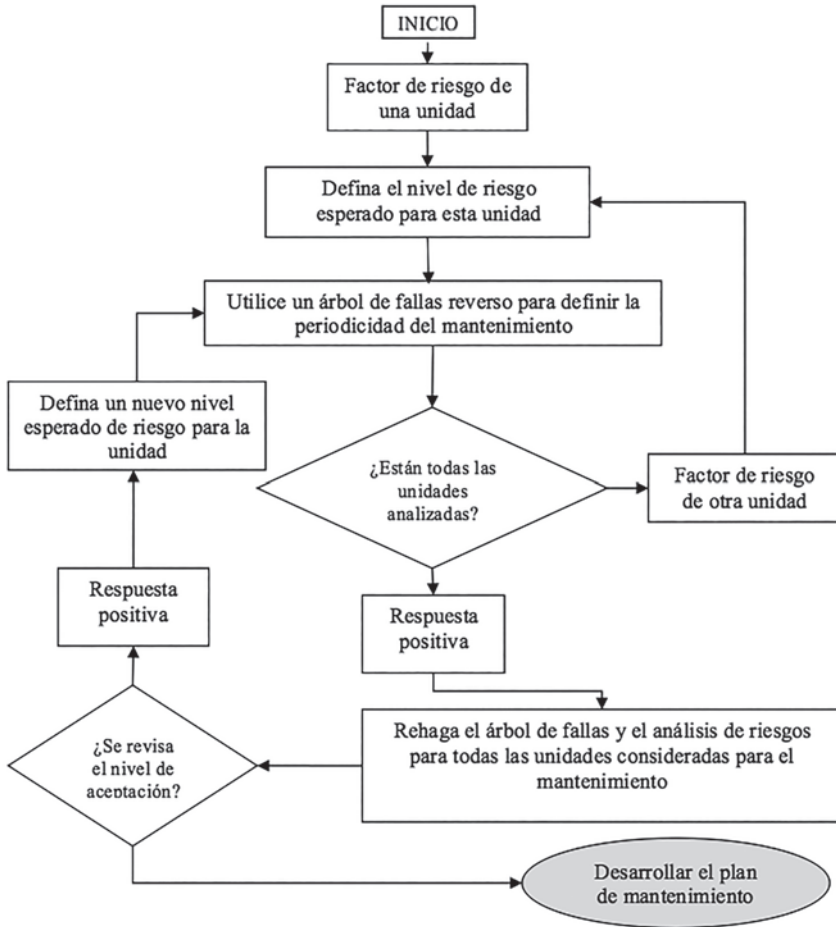 INICIO
Factor de riesgo de
una unidad
Defina el nivel de riesgo
esperado para esta unidad
Utilice un árbol de fallas reverso para definir la
periodicidad del mantenimiento
Defina un nuevo nivel
esperado de riesgo para la
unidad
¿Están todas las
unidades
analizadas?
Factor de riesgo
de otra unidad
Respuesta
positiva
Respuesta
positiva
Rehaga el árbol de fallas y el análisis de riesgos
para todas las unidades consideradas para el
mantenimiento
¿Se revisa
el nivel de
aceptación?
Desarrollar el plan
de mantenimiento